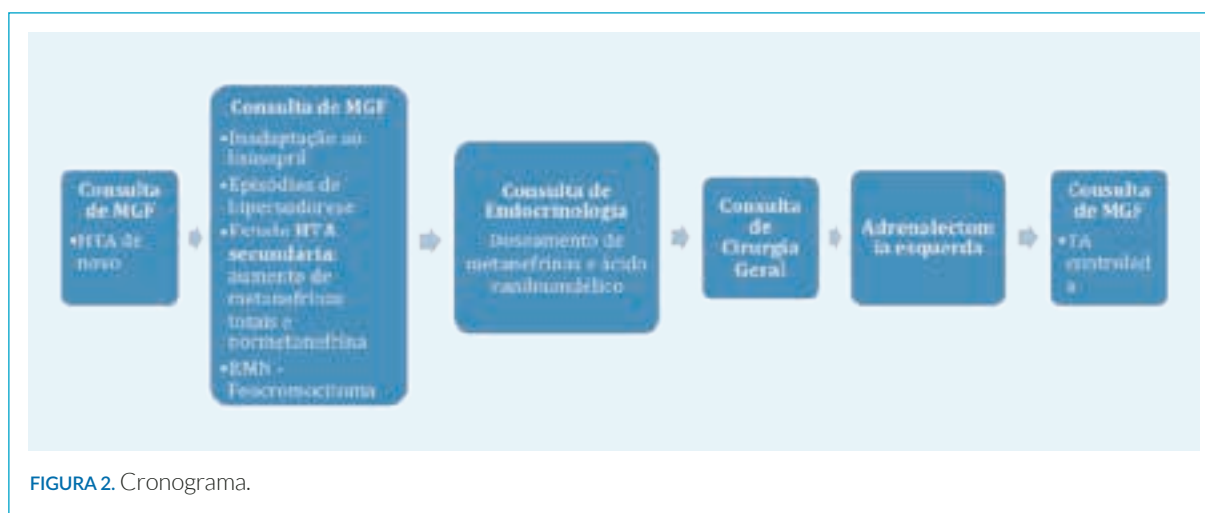 Consulta
de MGF
•HTA de
novo
Consulta de MGF
•Inadaptação ao
lisinopril
•Episódios de
hipersudorese
•Estudo HTA
secundária:
aumento de
metanefrinas
totais e
normetanefrina
•RMN -
Feocromocitoma
Consulta de
Endocrinologia
Doseamento de
metanefrinas e ácido
vanilmandélico
Consulta
de
Cirurgia
Geral
Adrenalectom
ia esquerda
Consulta
de MGF
•TA
controlad
a
FIGURA 2. Cronograma.